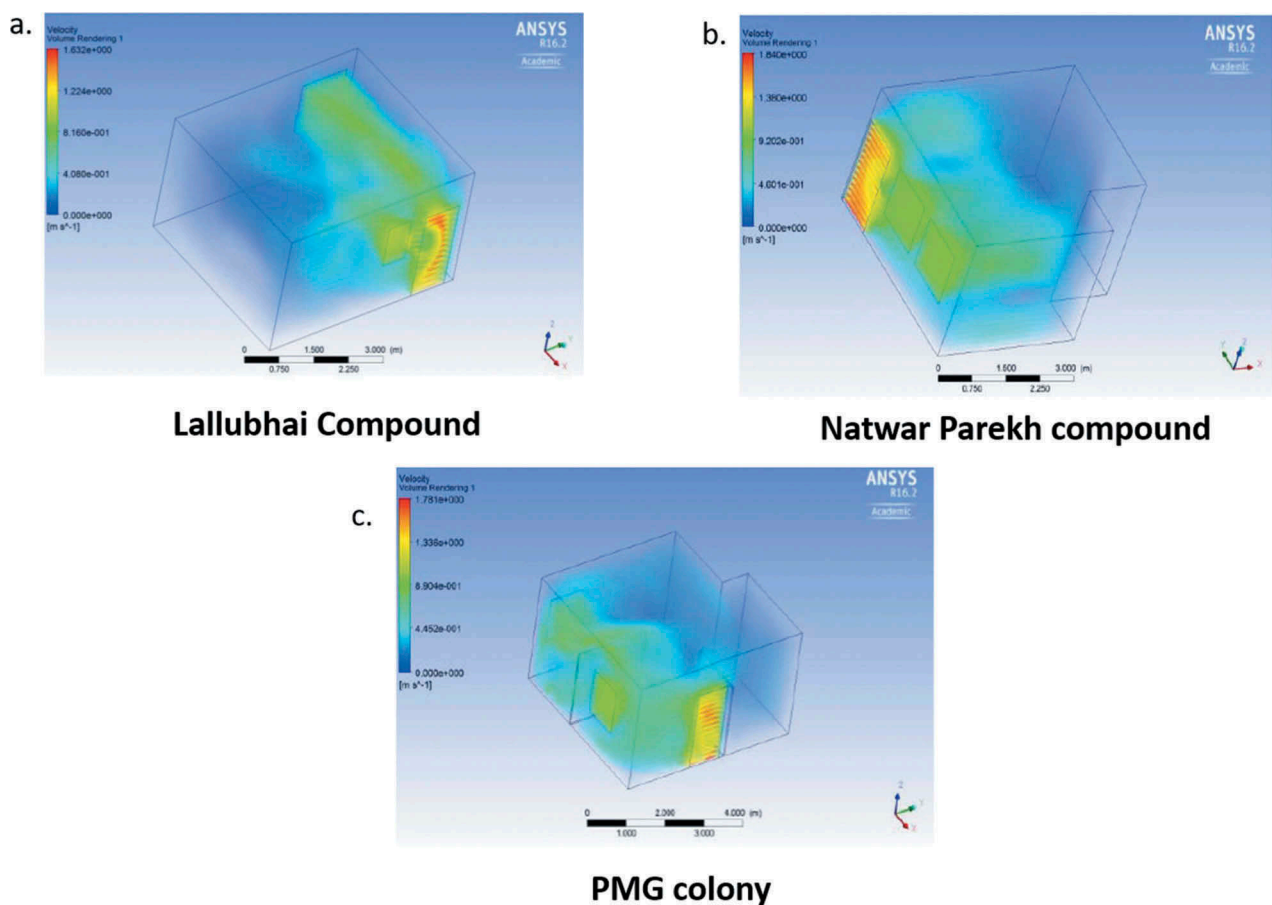 a.
Velocity
Volume Rendering 1
1.632e+000
1.224e+000
8.160e-001
4.080e-001
0.000e+000
[m s^-1]
ANSYS
R16.2
Academic
0 1.500 3.000 (m)
0.750 2.250
Z
Y
X
Lallubhai Compound
b.
Velocity
Volume Rendering 1
1.840e+000
1.380e+000
9.202e-001
4.601e-001
0.000e+000
[m s^-1]
ANSYS
R16.2
Academic
0 1.500 3.000 (m)
0.750 2.250
Y
Z
X
Natwar Parekh compound
c.
Velocity
Volume Rendering 1
1.781e+000
1.336e+000
8.904e-001
4.452e-001
0.000e+000
[m s^-1]
ANSYS
R16.2
Academic
0 2.000 4.000 (m)
1.000 3.000
Z
Y
X
PMG colony